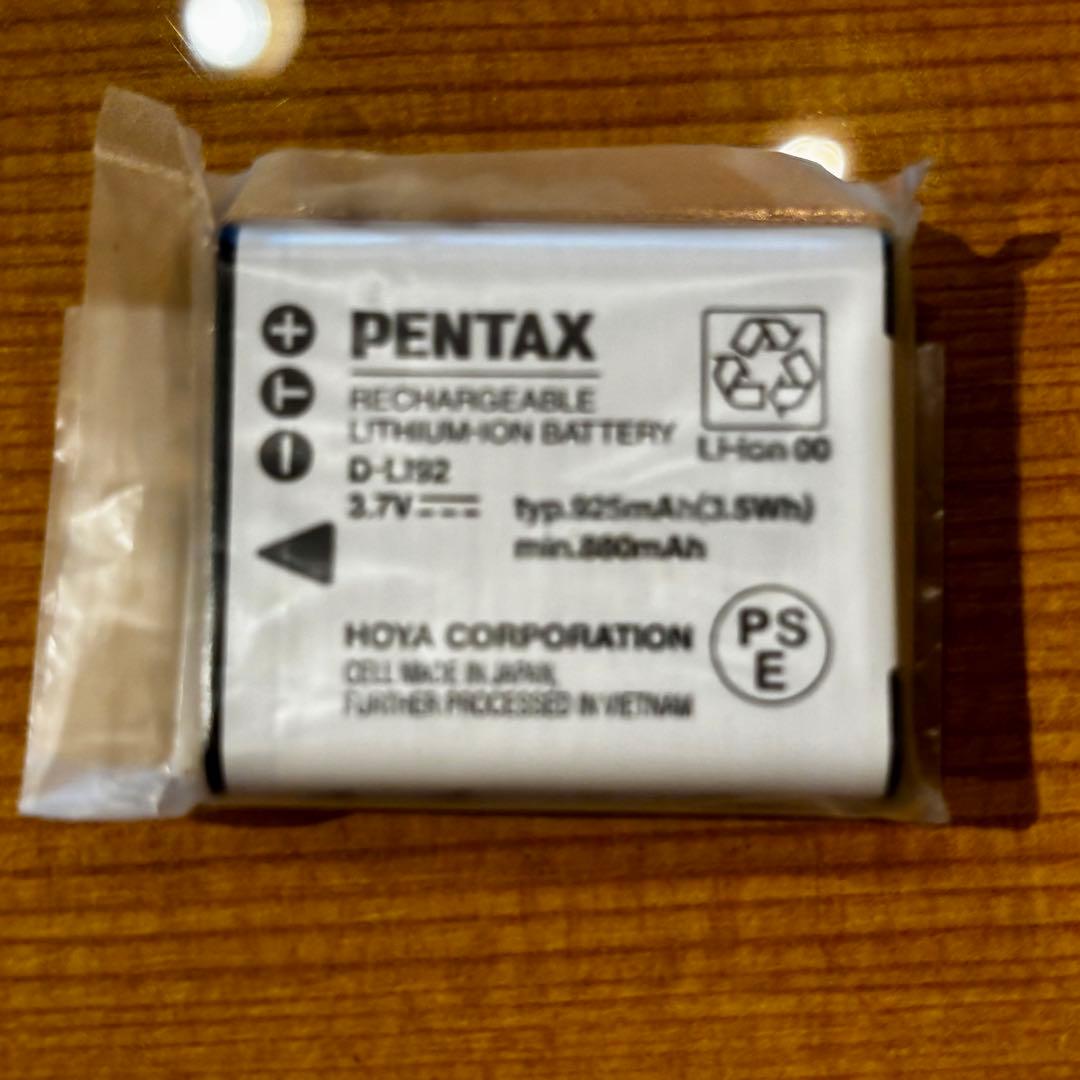 PENTAX
RECHARGEABLE
LITHIUM-ION BATTERY
D-LI92
3.7V
typ.925mAh(3.5Wh)
min.880mAh
Li-ion 00
HOYA CORPORATION
CELL MADE IN JAPAN,
FURTHER PROCESSED IN VIETNAM
PS
E